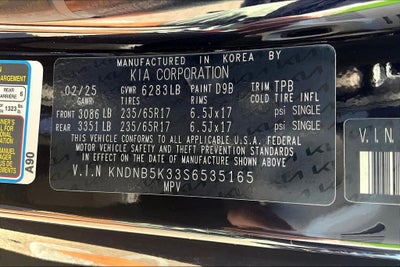 MANUFACTURED IN KOREA BY
KIA CORPORATION
02/25 GVWR 6283LB PAINT D9B TRIM TPB
GAWR TIRES RIMS COLD TIRE INFL
FRONT 3086 LB 235/65R17 6.5Jx17 psi SINGLE
REAR 3351 LB 235/65R17 6.5Jx17 psi SINGLE
THIS VEHICLE CONFORMS TO ALL APPLICABLE U.S.A. FEDERAL
MOTOR VEHICLE SAFETY AND THEFT PREVENTION STANDARDS
IN EFFECT ON THE DATE OF MANUFACTURE SHOWN ABOVE
V.I.N KNDNB5K33S6535165
MPV
REAR
ARRIÈRE 6
A90
V.I.N.